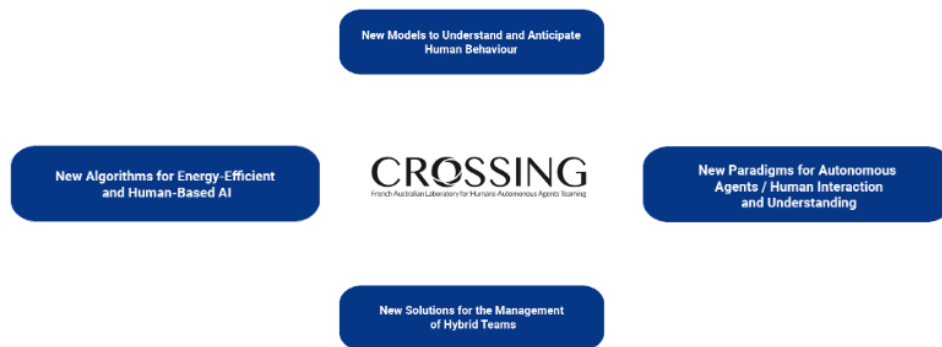 New Models to Understand and Anticipate
Human Behaviour
New Algorithms for Energy-Efficient
and Human-Based AI
CROSSING
French Australian Laboratory for Humans-Autonomous Agents Teaming
New Paradigms for Autonomous
Agents / Human Interaction
and Understanding
New Solutions for the Management
of Hybrid Teams